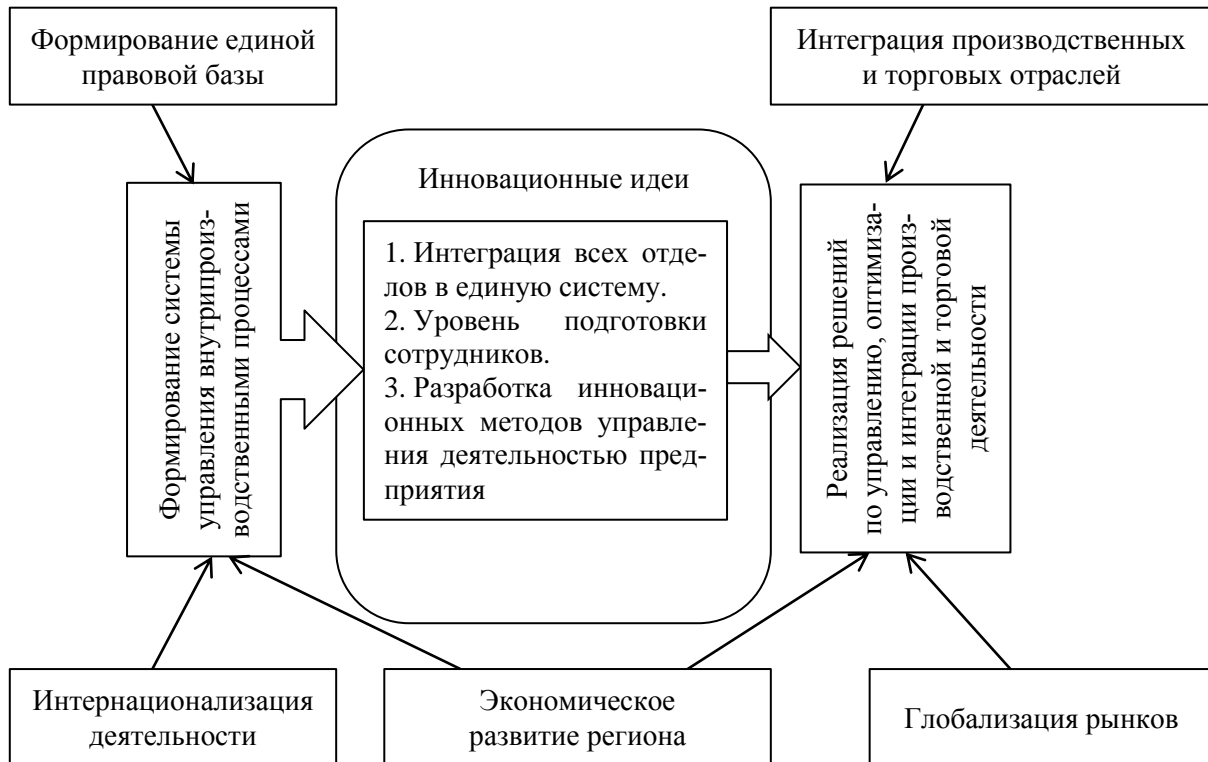 Формирование единой
правовой базы
Интеграция производственных
и торговых отраслей
Формирование системы
управления внутрипроиз-
водственными процессами
Инновационные идеи
1. Интеграция всех отде-
лов в единую систему.
2. Уровень подготовки
сотрудников.
3. Разработка инноваци-
онных методов управле-
ния деятельностью пред-
приятия
Реализация решений
по управлению, оптимиза-
ции и интеграции произ-
водственной и торговой
деятельности
Интернационализация
деятельности
Экономическое
развитие региона
Глобализация рынков